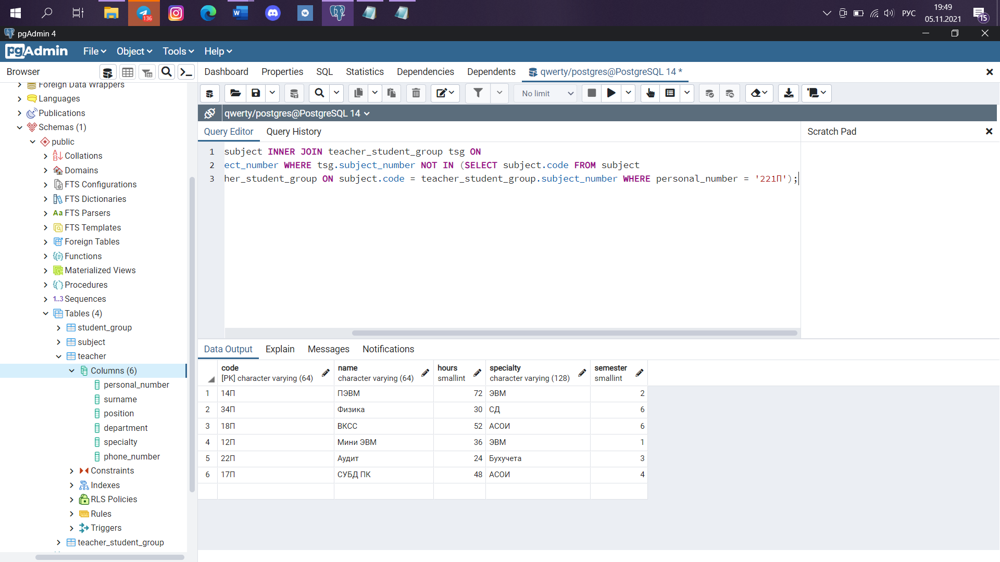 136
РУС
19:49
05.11.2021
15
pgAdmin 4
pgAdmin
File Object Tools Help
Browser
Dashboard Properties SQL Statistics Dependencies Dependents qwerty/postgres@PostgreSQL 14 *
No limit
qwerty/postgres@PostgreSQL 14
Query Editor Query History
Scratch Pad
1 subject INNER JOIN teacher_student_group tsg ON
2 ect_number WHERE tsg.subject_number NOT IN (SELECT subject.code FROM subject
3 her_student_group ON subject.code = teacher_student_group.subject_number WHERE personal_number = '221П');
Foreign Data Wrappers
Languages
Publications
Schemas (1)
public
Collations
Domains
FTS Configurations
FTS Dictionaries
Aa FTS Parsers
FTS Templates
Foreign Tables
Functions
Materialized Views
Procedures
1..3 Sequences
Tables (4)
student_group
subject
teacher
Columns (6)
personal_number
surname
position
department
specialty
phone_number
Constraints
Indexes
RLS Policies
Rules
Triggers
teacher_student_group
Data Output Explain Messages Notifications
code name hours specialty semester
[PK] character varying (64) character varying (64) smallint character varying (128) smallint
1 14П ПЭВМ 72 ЭВМ 2
2 34П Физика 30 СД 6
3 18П ВКСС 52 АСОИ 6
4 12П Мини ЭВМ 36 ЭВМ 1
5 22П Аудит 24 Бухучета 3
6 17П СУБД ПК 48 АСОИ 4